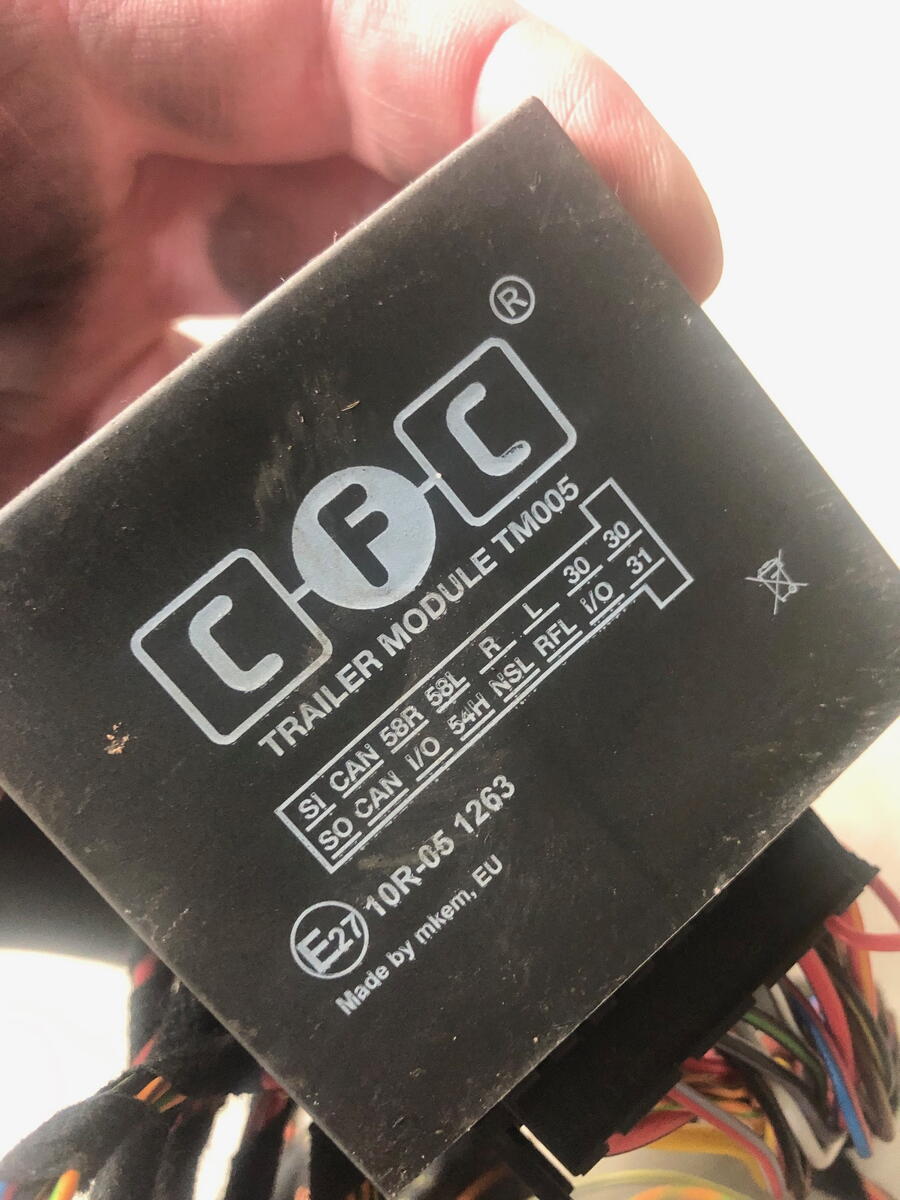 ®
CFC
TRAILER MODULE TM005
SI CAN 58R 58L R L 30 30
SO CAN I/O 54H NSL RFL I/O 31
E27 10R-05 1263
Made by mkem, EU